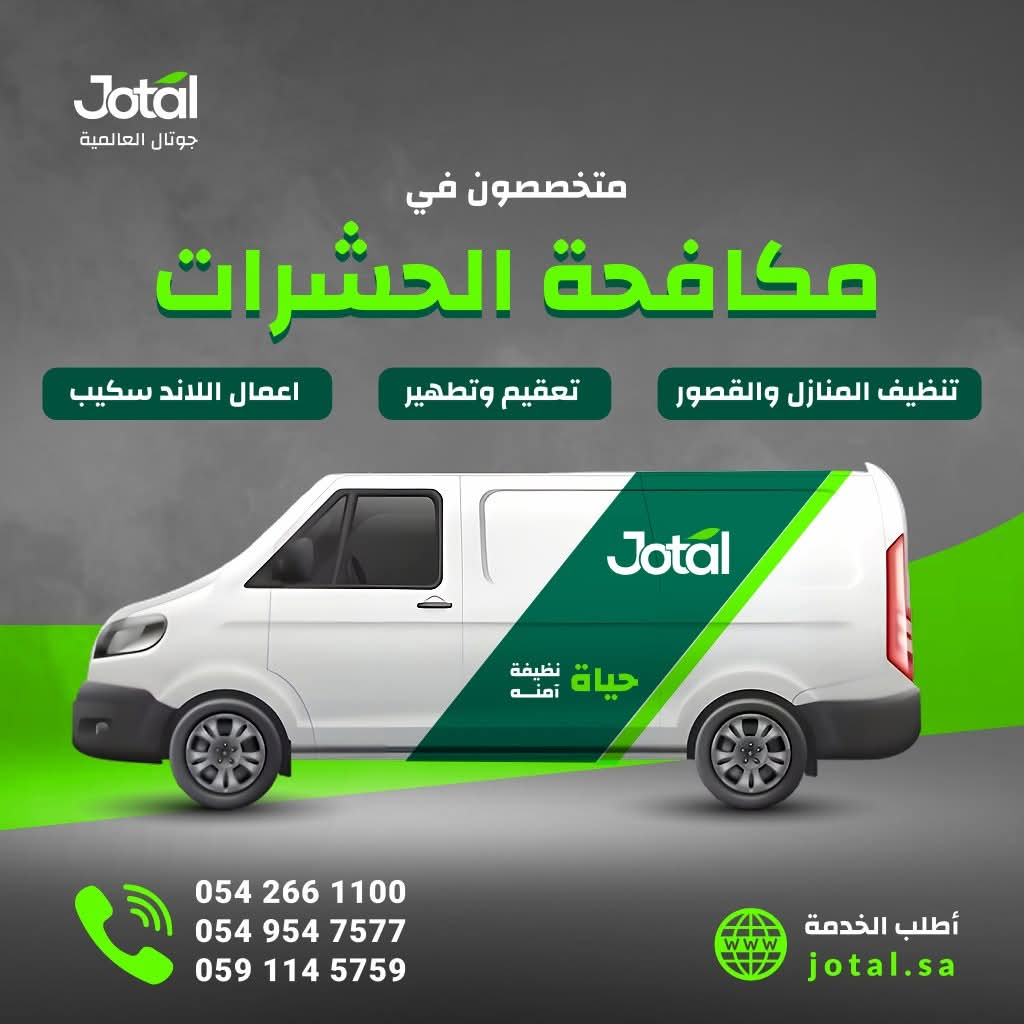 Jotal
جوتال العالمية
متخصصون في
مكافحة الحشرات
تنظيف المنازل والقصور
تعقيم وتطهير
اعمال اللاند سكيب
Jotal
حياة
نظيفة
آمنـه
054 266 1100
054 954 7577
059 114 5759
أطلب الخدمة
www
jotal.sa